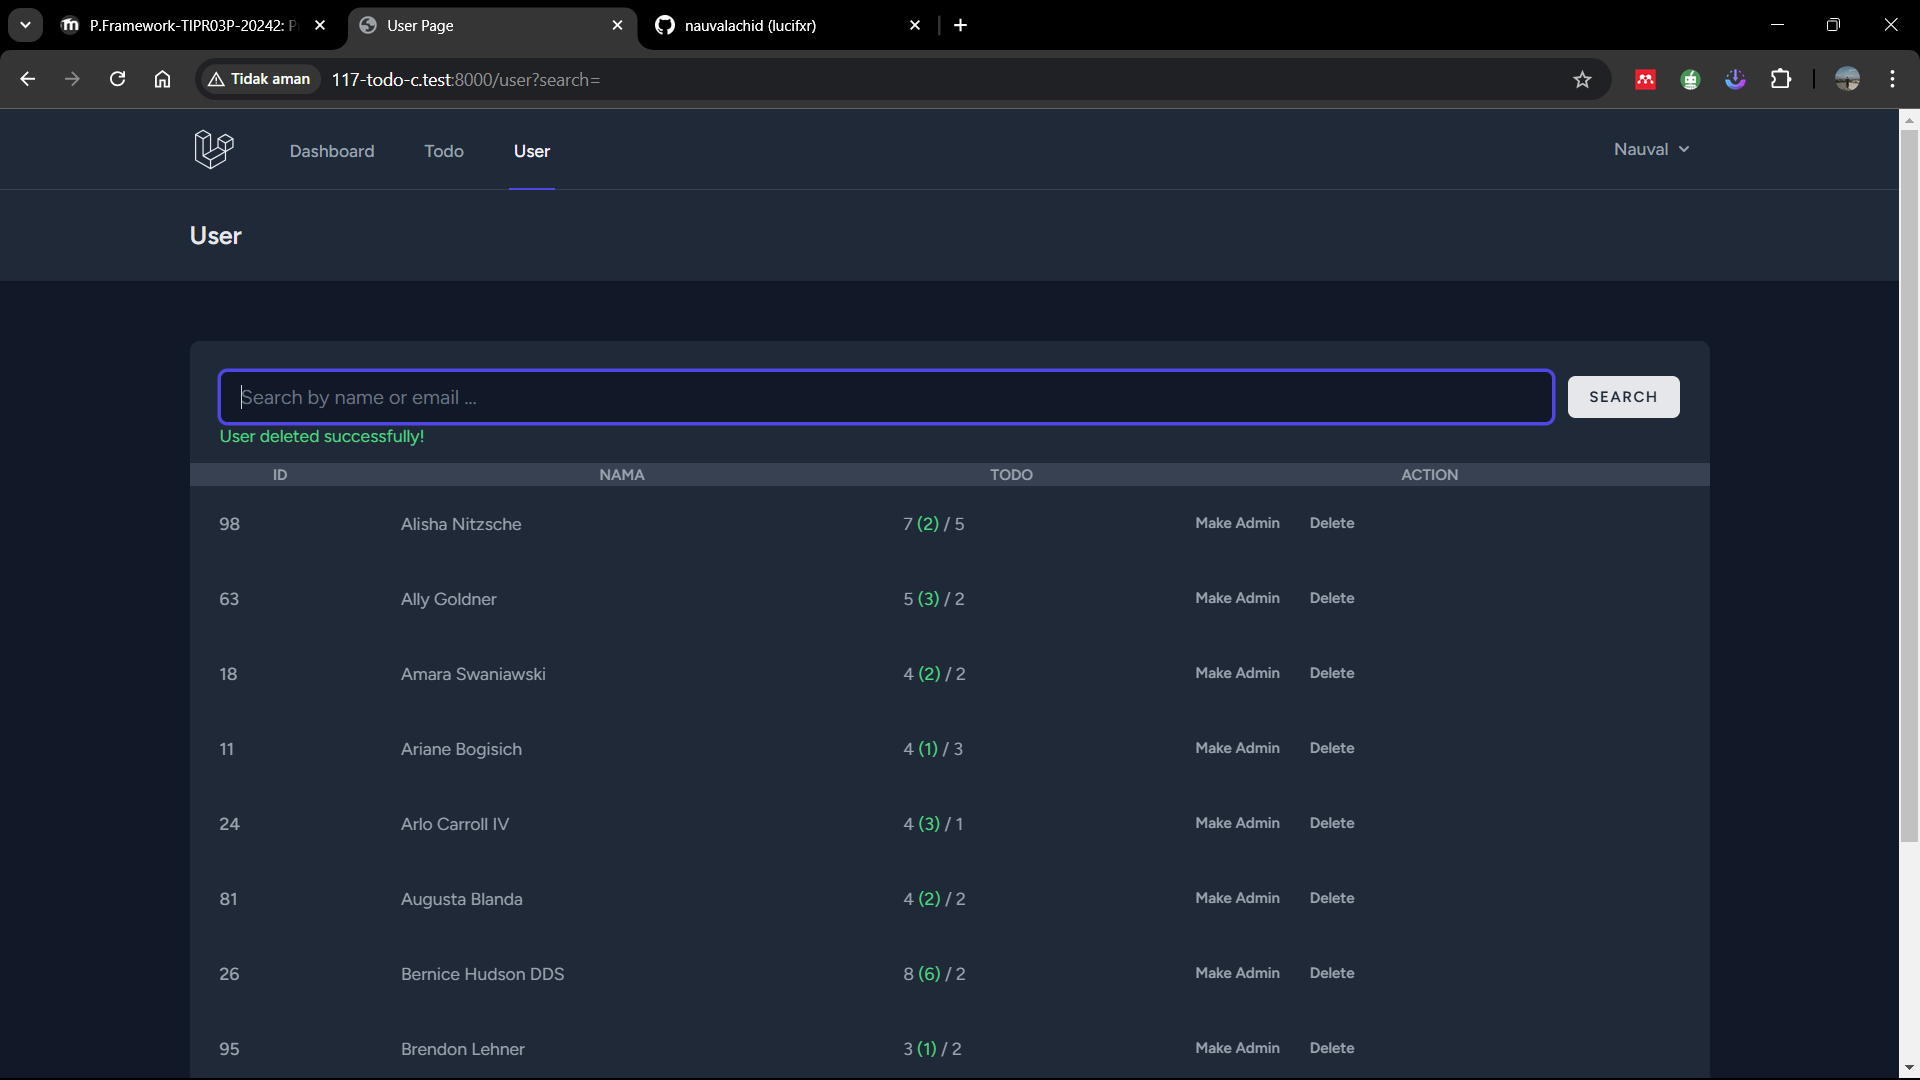 P.Framework-TIPR03P-20242: P
User Page
nauvalachid (lucifxr)
Tidak aman
117-todo-c.test:8000/user?search=
Dashboard
Todo
User
Nauval
User
Search by name or email ...
SEARCH
User deleted successfully!
ID NAMA TODO ACTION
98 Alisha Nitzsche 7 (2) / 5 Make Admin Delete
63 Ally Goldner 5 (3) / 2 Make Admin Delete
18 Amara Swaniawski 4 (2) / 2 Make Admin Delete
11 Ariane Bogisich 4 (1) / 3 Make Admin Delete
24 Arlo Carroll IV 4 (3) / 1 Make Admin Delete
81 Augusta Blanda 4 (2) / 2 Make Admin Delete
26 Bernice Hudson DDS 8 (6) / 2 Make Admin Delete
95 Brendon Lehner 3 (1) / 2 Make Admin Delete